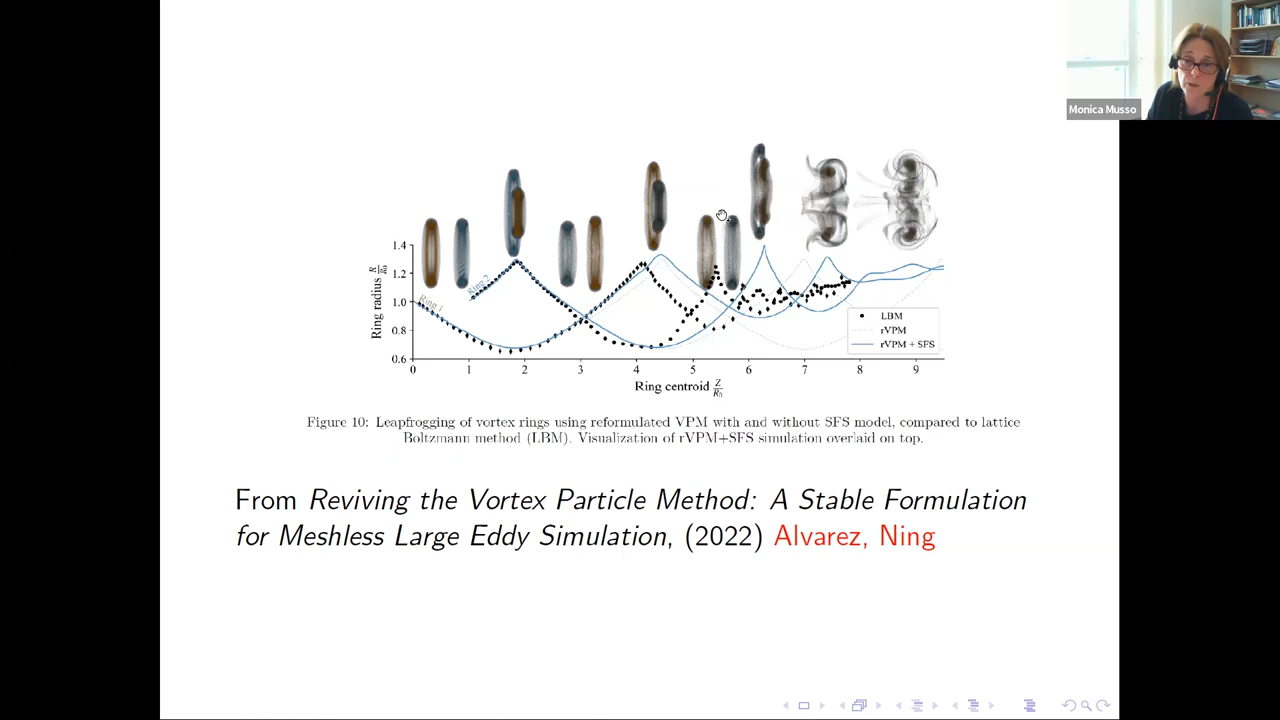 Monica Musso
1.4
1.2
1.0
0.8
0.6
Ring radius R/R₀
Ring 1
Ring 2
LBM
rVPM
rVPM + SFS
0 1 2 3 4 5 6 7 8 9
Ring centroid Z/R₀
Figure 10: Leapfrogging of vortex rings using reformulated VPM with and without SFS model, compared to lattice
Boltzmann method (LBM). Visualization of rVPM+SFS simulation overlaid on top.
From Reviving the Vortex Particle Method: A Stable Formulation
for Meshless Large Eddy Simulation, (2022) Alvarez, Ning